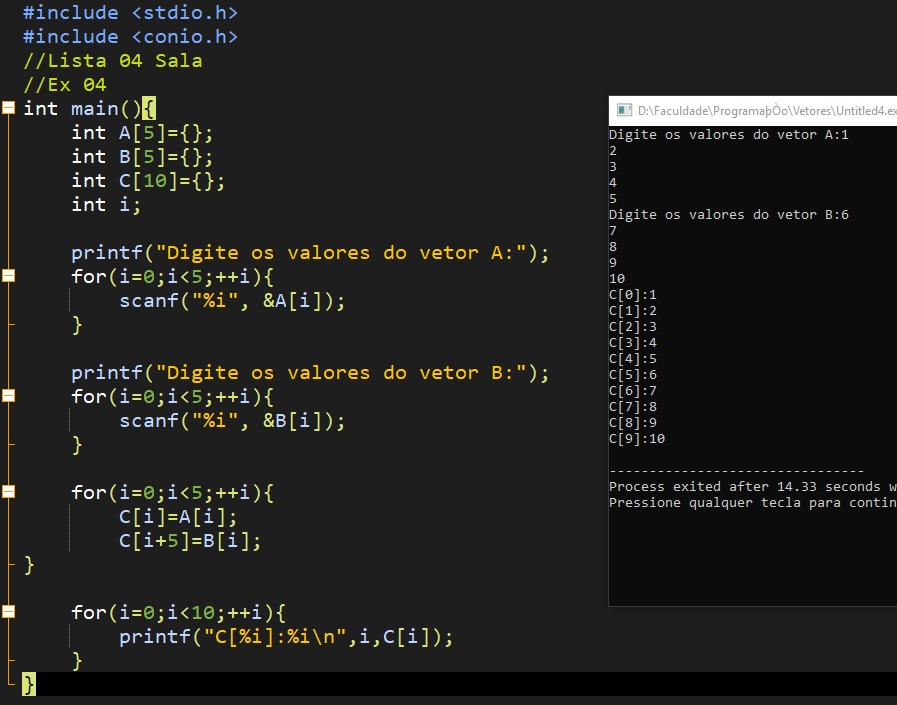 #include <stdio.h>
#include <conio.h>
//Lista 04 Sala
//Ex 04
int main(){
    int A[5]={};
    int B[5]={};
    int C[10]={};
    int i;
    printf("Digite os valores do vetor A:");
    for(i=0;i<5;++i){
        scanf("%i", &A[i]);
    }
    printf("Digite os valores do vetor B:");
    for(i=0;i<5;++i){
        scanf("%i", &B[i]);
    }
    for(i=0;i<5;++i){
        C[i]=A[i];
        C[i+5]=B[i];
}
    for(i=0;i<10;++i){
        printf("C[%i]:%i\n",i,C[i]);
    }
}
D:\Faculdade\ProgramaþÒo\Vetores\Untitled4.ex
Digite os valores do vetor A:1
2
3
4
5
Digite os valores do vetor B:6
7
8
9
10
C[0]:1
C[1]:2
C[2]:3
C[3]:4
C[4]:5
C[5]:6
C[6]:7
C[7]:8
C[8]:9
C[9]:10
--------------------------------
Process exited after 14.33 seconds w
Pressione qualquer tecla para contin